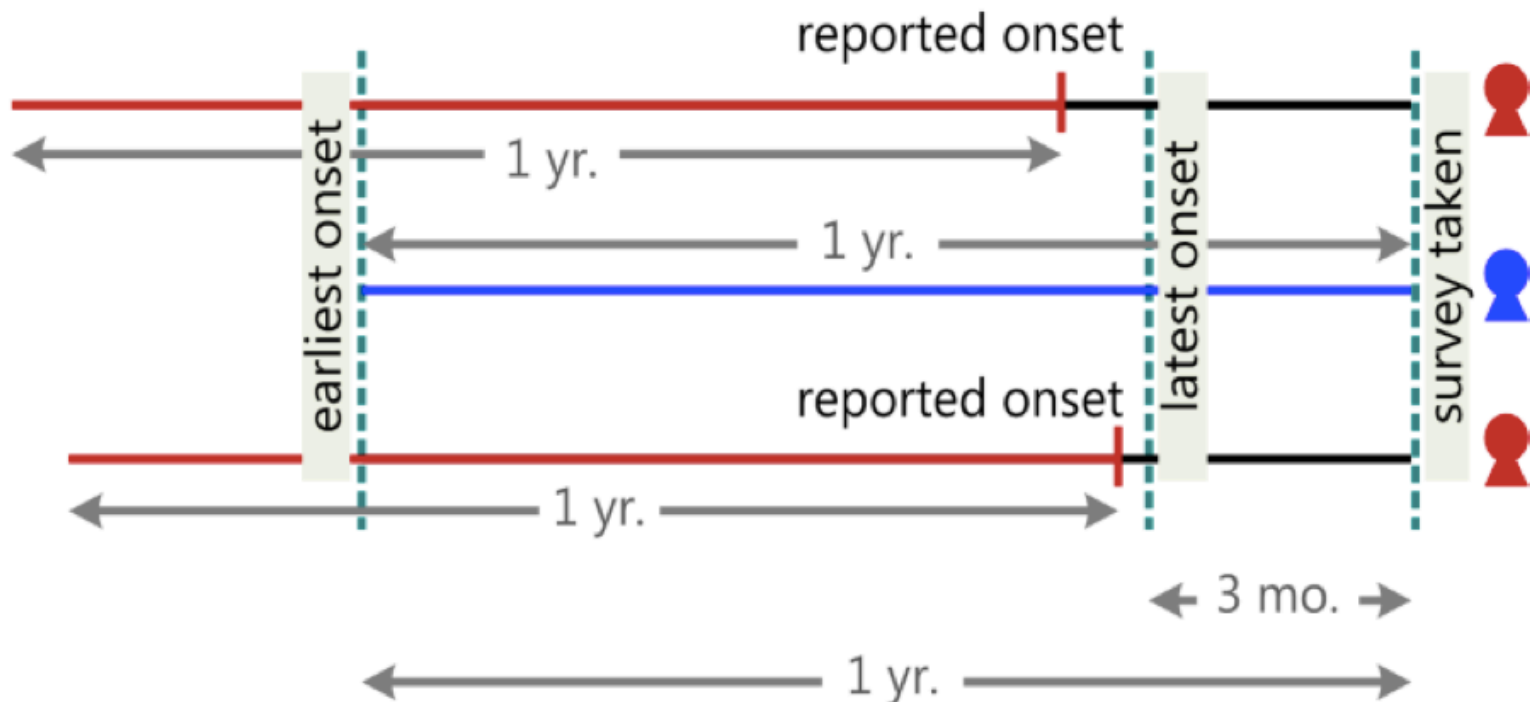 reported onset
1 yr.
earliest onset
1 yr.
latest onset
survey taken
reported onset
1 yr.
3 mo.
1 yr.